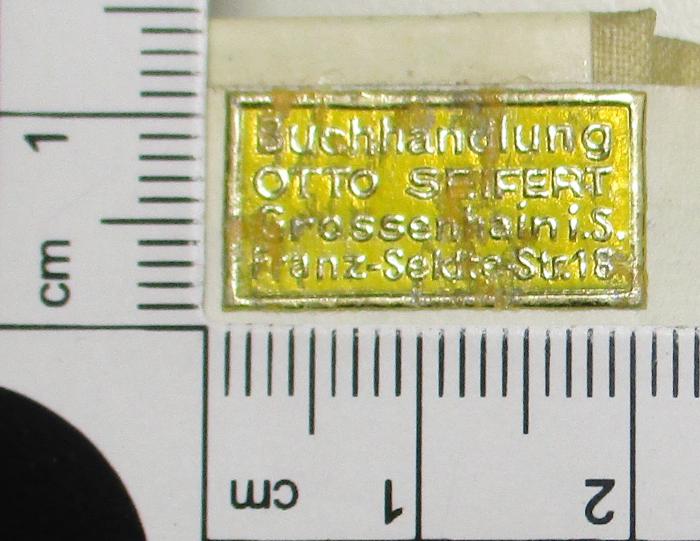 Buchhandlung
OTTO SEIFERT
Grossenhain i.S.
Franz-Seldte-Str.18
1
cm
cm 1 2